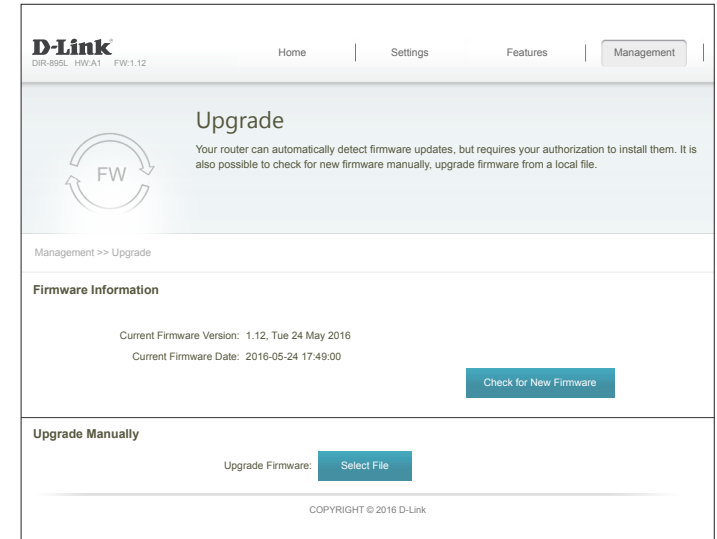 D-Link
DIR-895L HW:A1 FW:1.12
Home Settings Features Management
Upgrade
Your router can automatically detect firmware updates, but requires your authorization to install them. It is
also possible to check for new firmware manually, upgrade firmware from a local file.
FW
Management >> Upgrade
Firmware Information
Current Firmware Version: 1.12, Tue 24 May 2016
Current Firmware Date: 2016-05-24 17:49:00
Check for New Firmware
Upgrade Manually
Upgrade Firmware: Select File
COPYRIGHT © 2016 D-Link